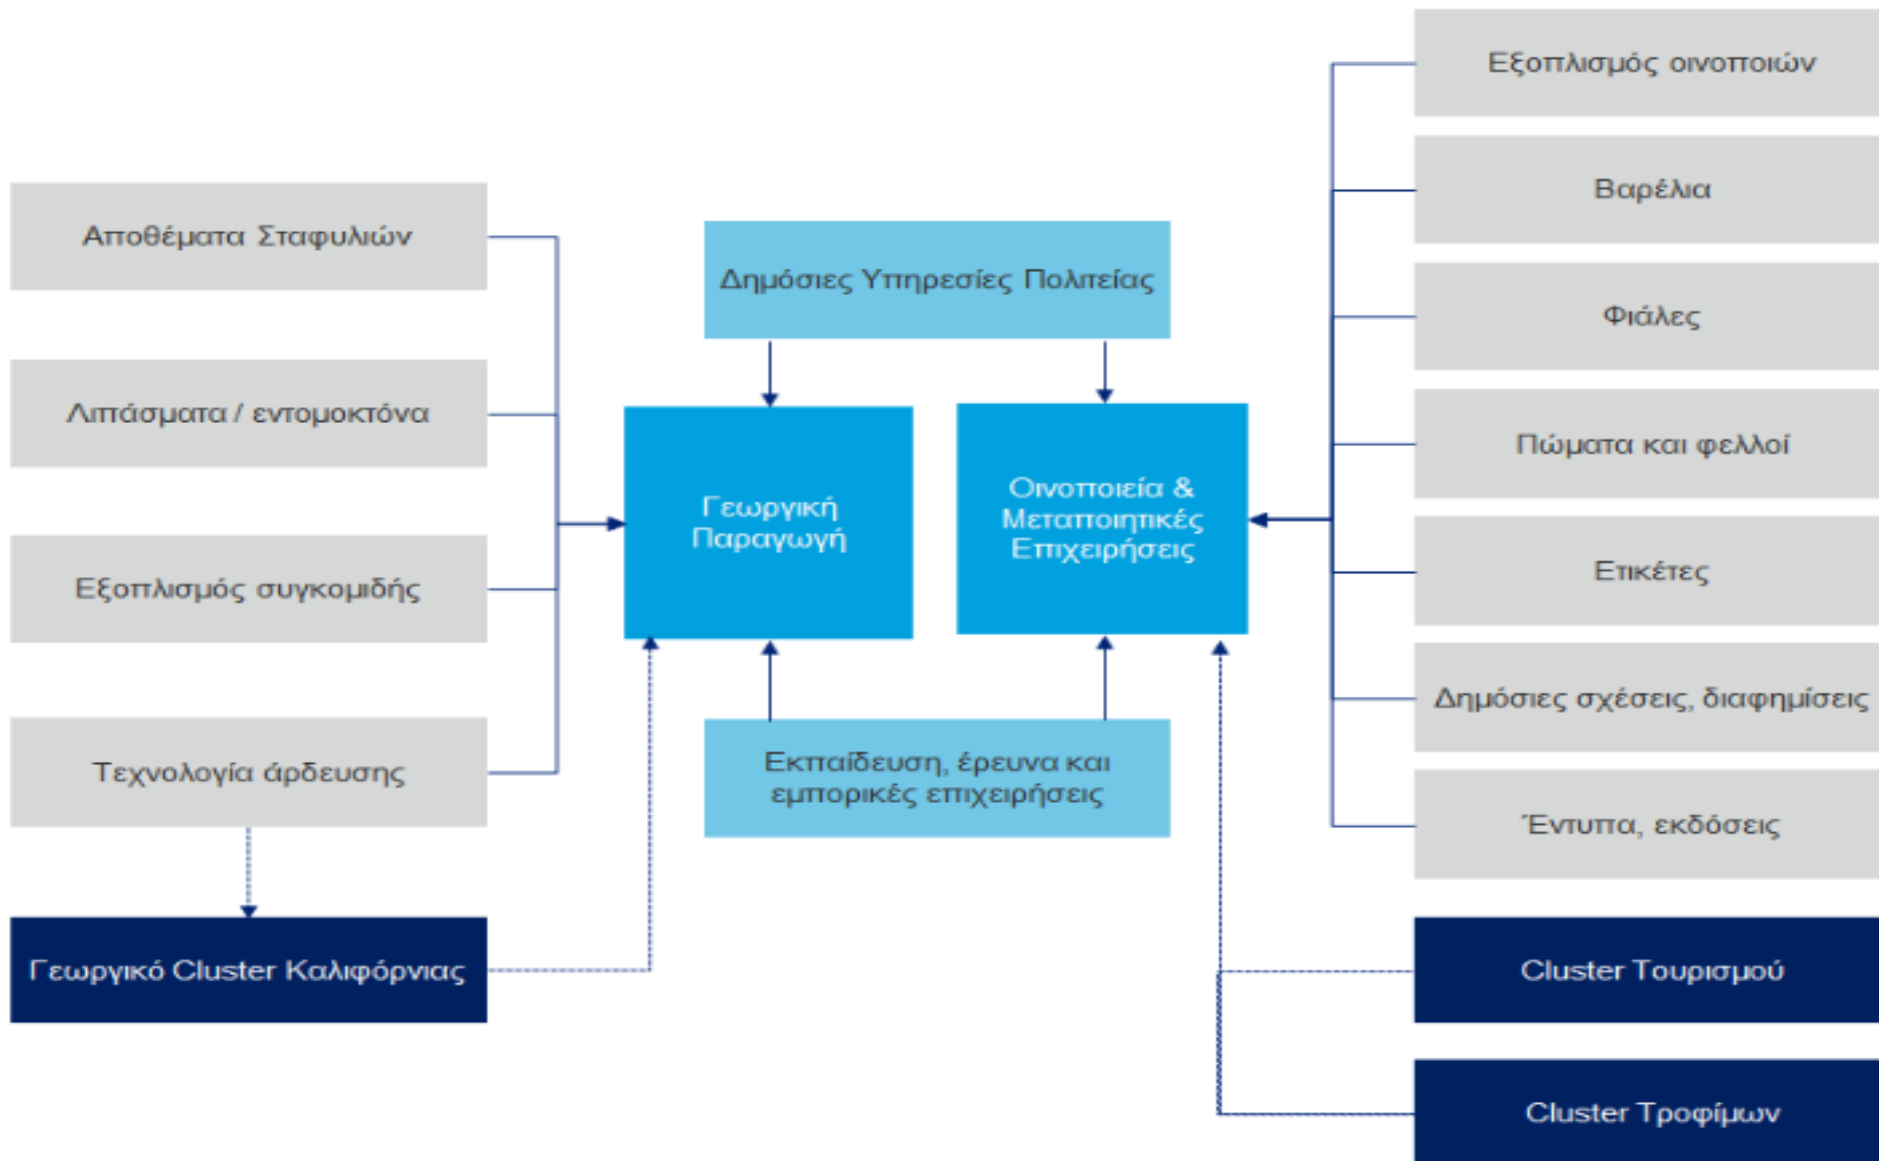 Αποθέματα Σταφυλιών
Λιπάσματα / εντομοκτόνα
Εξοπλισμός συγκομιδής
Τεχνολογία άρδευσης
Γεωργικό Cluster Καλιφόρνιας
Δημόσιες Υπηρεσίες Πολιτείας
Γεωργική
Παραγωγή
Οινοποιεία &
Μεταποιητικές
Επιχειρήσεις
Εκπαίδευση, έρευνα και
εμπορικές επιχειρήσεις
Εξοπλισμός οινοποιών
Βαρέλια
Φιάλες
Πώματα και φελλοί
Ετικέτες
Δημόσιες σχέσεις, διαφημίσεις
Έντυπα, εκδόσεις
Cluster Τουρισμού
Cluster Τροφίμων